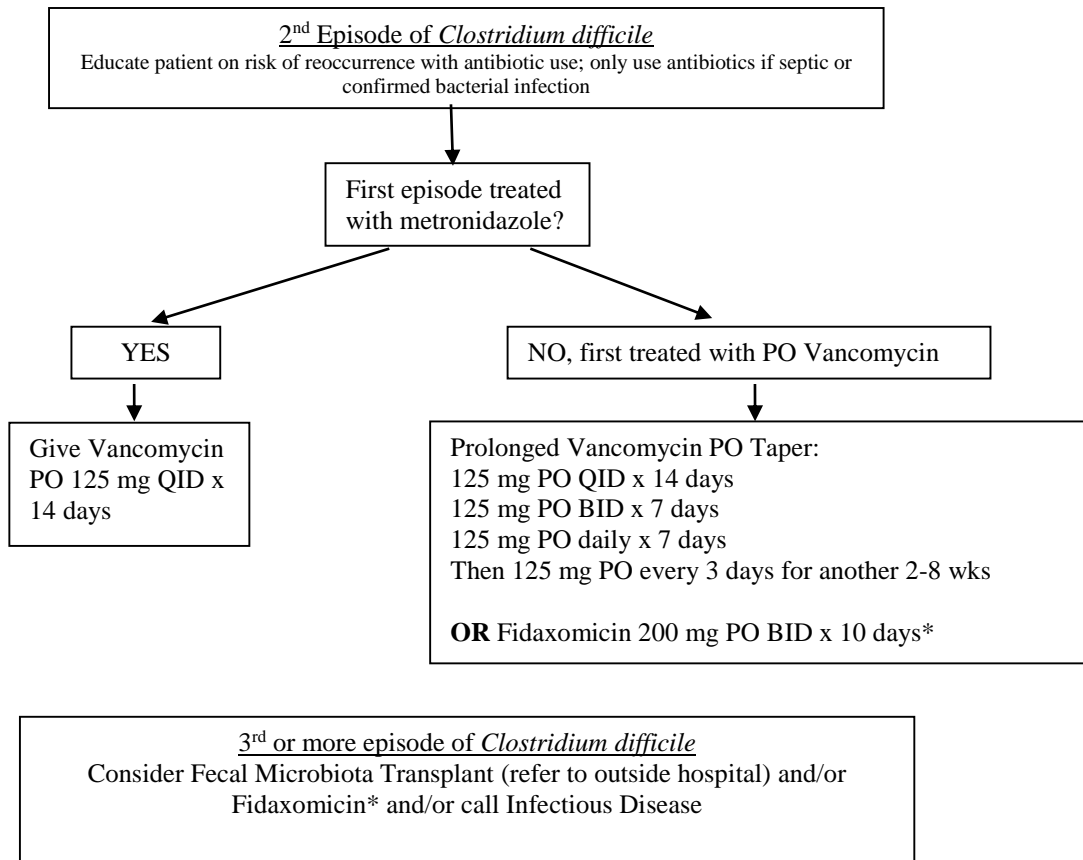 2nd Episode of Clostridium difficile
Educate patient on risk of reoccurrence with antibiotic use; only use antibiotics if septic or
confirmed bacterial infection
First episode treated
with metronidazole?
YES
NO, first treated with PO Vancomycin
Give Vancomycin
PO 125 mg QID x
14 days
Prolonged Vancomycin PO Taper:
125 mg PO QID x 14 days
125 mg PO BID x 7 days
125 mg PO daily x 7 days
Then 125 mg PO every 3 days for another 2-8 wks
OR Fidaxomicin 200 mg PO BID x 10 days*
3rd or more episode of Clostridium difficile
Consider Fecal Microbiota Transplant (refer to outside hospital) and/or
Fidaxomicin* and/or call Infectious Disease